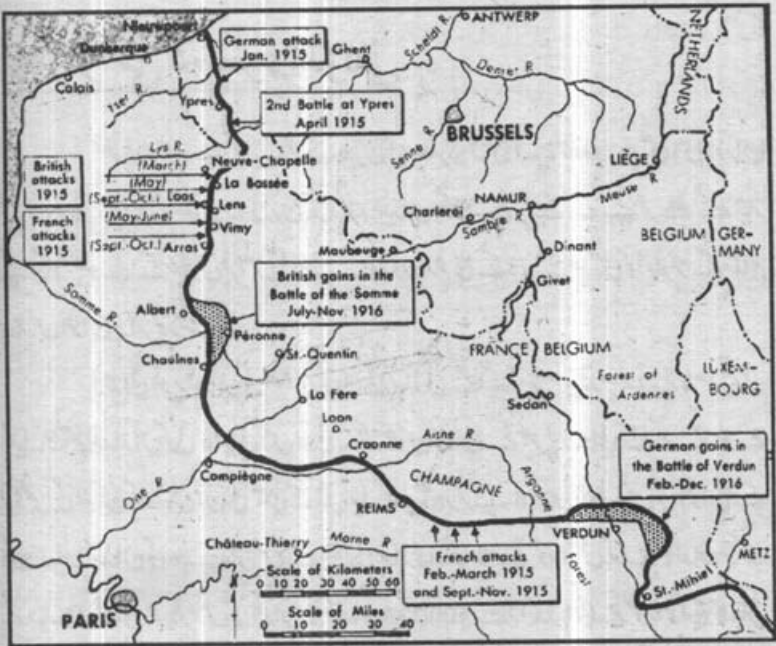 Nieuwpoort
ANTWERP
Dunkerque
German attack
Jan. 1915
Ghent
Scheldt R.
Calais
Yser R.
Ypres
2nd Battle at Ypres
April 1915
Demer R.
NETHERLANDS
BRUSSELS
Senne R.
Lys R.
(March)
Neuve-Chapelle
LIÈGE
British
attacks
1915
(May)
La Bassée
(Sept.-Oct.) Loos
Lens
NAMUR
Meuse R.
French
attacks
1915
(May-June)
Vimy
Charleroi
Sambre R.
(Sept.-Oct.)
Arras
Maubeuge
Dinant
BELGIUM
GERMANY
British gains in the
Battle of the Somme
July-Nov. 1916
Givet
Somme R.
Albert
Péronne
FRANCE
BELGIUM
St.-Quentin
Chaulnes
Forest of
Ardennes
LUXEMBOURG
La Fère
Sedan
Laon
Craonne
Aisne R.
German gains in
the Battle of Verdun
Feb.-Dec. 1916
Compiègne
Oise R.
CHAMPAGNE
Argonne
Forest
REIMS
VERDUN
METZ
Château-Thierry
Marne R.
French attacks
Feb.-March 1915
and Sept.-Nov. 1915
Scale of Kilometers
0 10 20 30 40 50 60
St.-Mihiel
Scale of Miles
0 10 20 30 40
PARIS